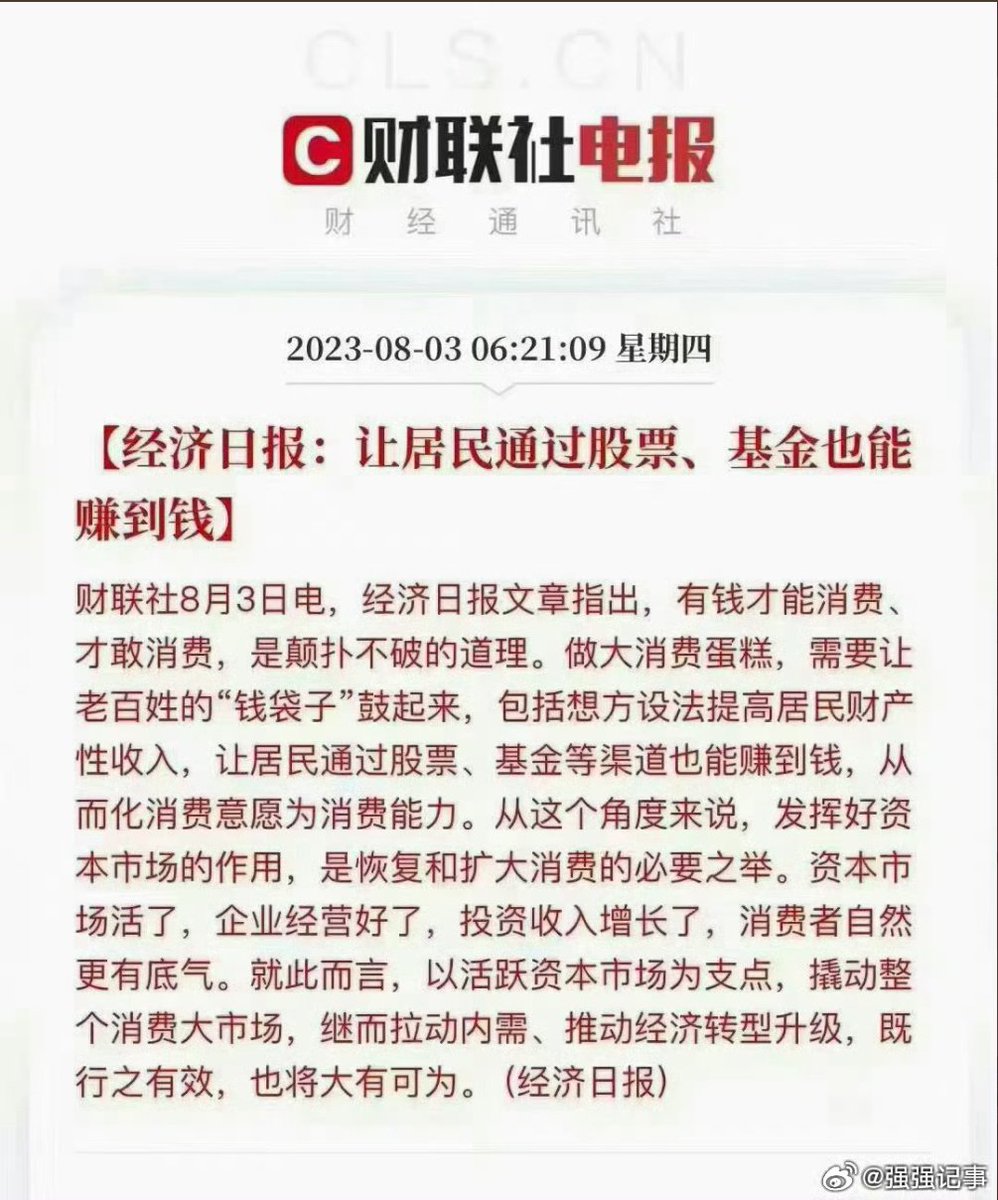 CLS.CN
C 财联社电报
财经通讯社
2023-08-03 06:21:09 星期四
【经济日报：让居民通过股票、基金也能
赚到钱】
财联社8月3日电，经济日报文章指出，有钱才能消费、
才敢消费，是颠扑不破的道理。做大消费蛋糕，需要让
老百姓的“钱袋子”鼓起来，包括想方设法提高居民财产
性收入，让居民通过股票、基金等渠道也能赚到钱，从
而化消费意愿为消费能力。从这个角度来说，发挥好资
本市场的作用，是恢复和扩大消费的必要之举。资本市
场活了，企业经营好了，投资收入增长了，消费者自然
更有底气。就此而言，以活跃资本市场为支点，撬动整
个消费大市场，继而拉动内需、推动经济转型升级，既
行之有效，也将大有可为。（经济日报）
@强强记事